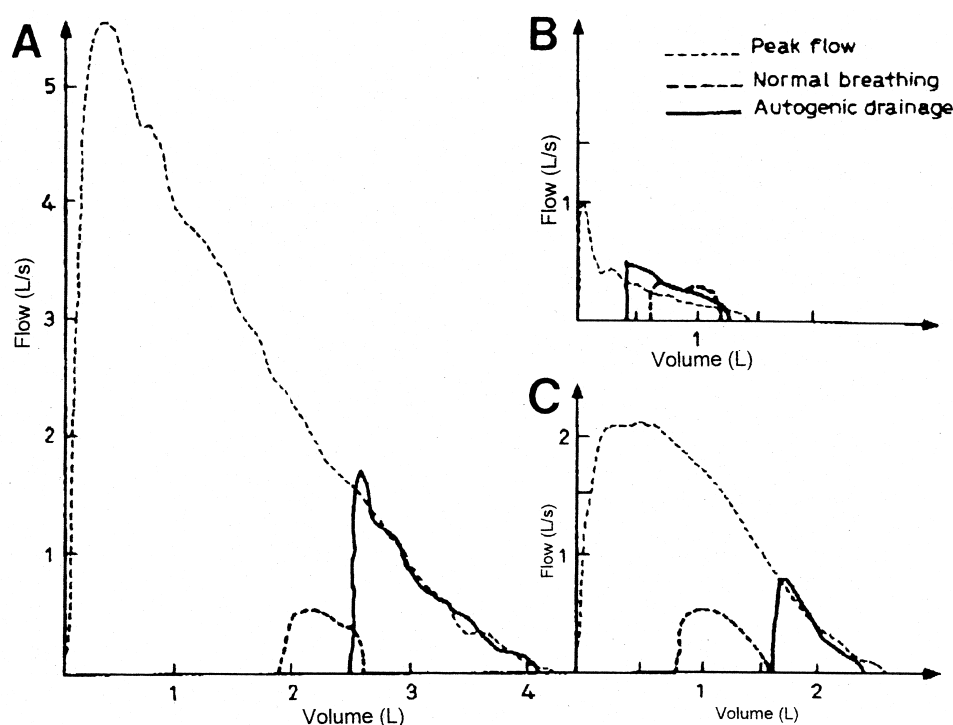 A
5
4
3
2
1
Flow (L/s)
1
2
3
4
Volume (L)
B
Peak flow
Normal breathing
Autogenic drainage
1
Flow (L/s)
1
Volume (L)
C
2
1
Flow (L/s)
1
2
Volume (L)